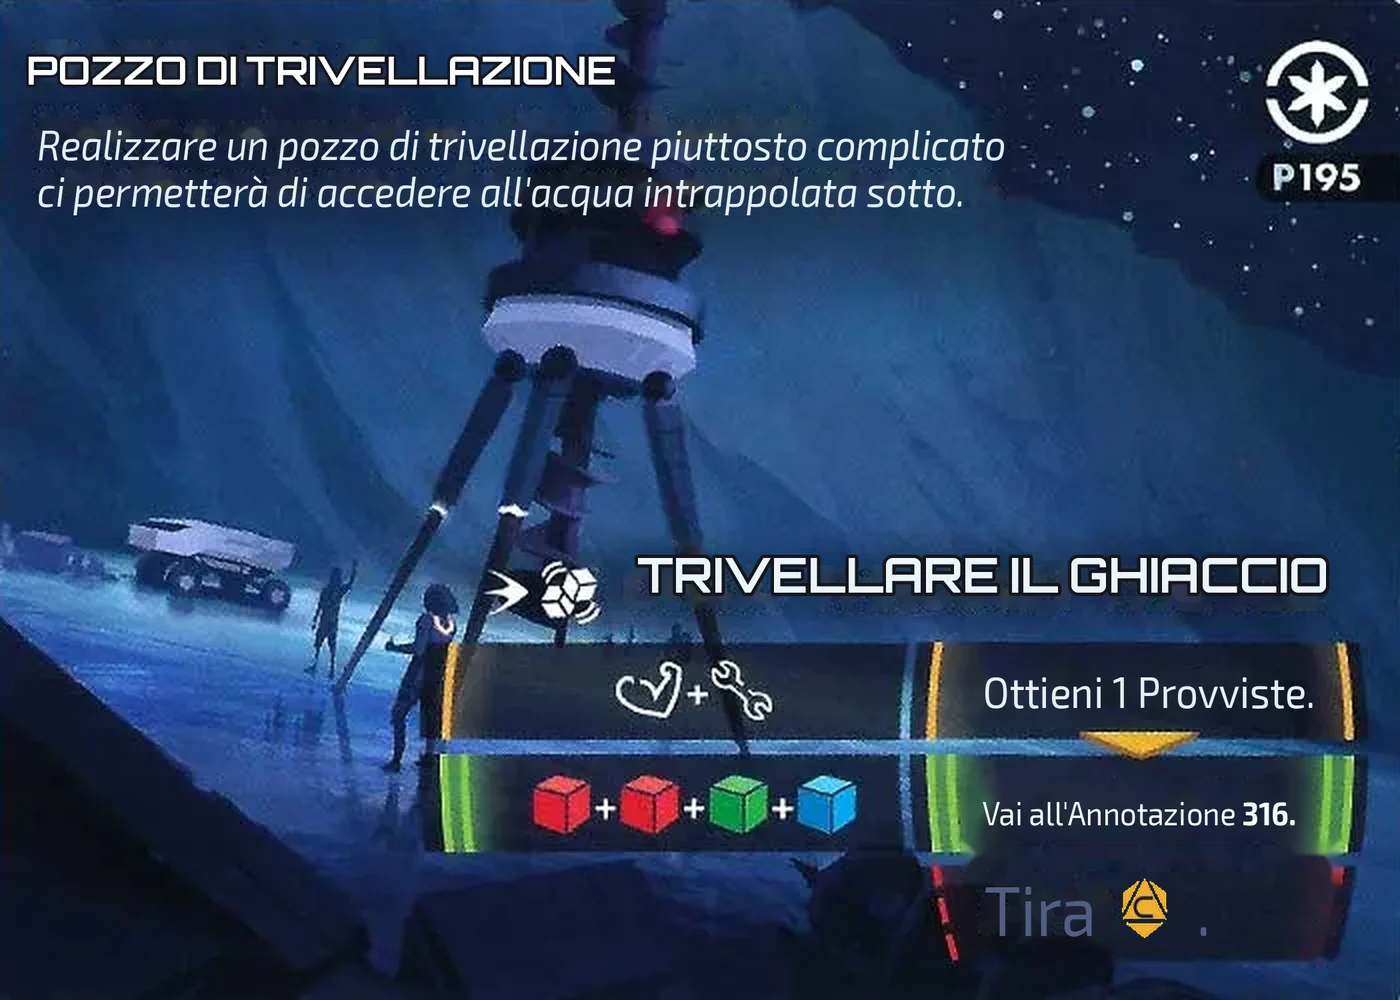 POZZO DI TRIVELLAZIONE
Realizzare un pozzo di trivellazione piuttosto complicato
ci permetterà di accedere all'acqua intrappolata sotto.
P195
TRIVELLARE IL GHIACCIO
+
Ottieni 1 Provviste.
+ + +
Vai all'Annotazione 316.
Tira C .